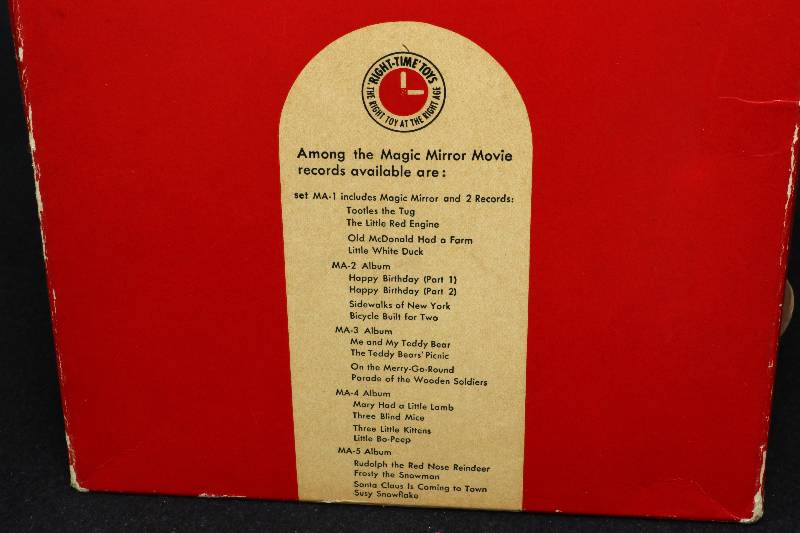 'RIGHT-TIME' TOYS
'THE RIGHT TOY AT THE RIGHT AGE'
Among the Magic Mirror Movie
records available are:
set MA-1 includes Magic Mirror and 2 Records:
Tootles the Tug
The Little Red Engine
Old McDonald Had a Farm
Little White Duck
MA-2 Album
Happy Birthday (Part 1)
Happy Birthday (Part 2)
Sidewalks of New York
Bicycle Built for Two
MA-3 Album
Me and My Teddy Bear
The Teddy Bears' Picnic
On the Merry-Go-Round
Parade of the Wooden Soldiers
MA-4 Album
Mary Had a Little Lamb
Three Blind Mice
Three Little Kittens
Little Bo-Peep
MA-5 Album
Rudolph the Red Nose Reindeer
Frosty the Snowman
Santa Claus Is Coming to Town
Susy Snowflake